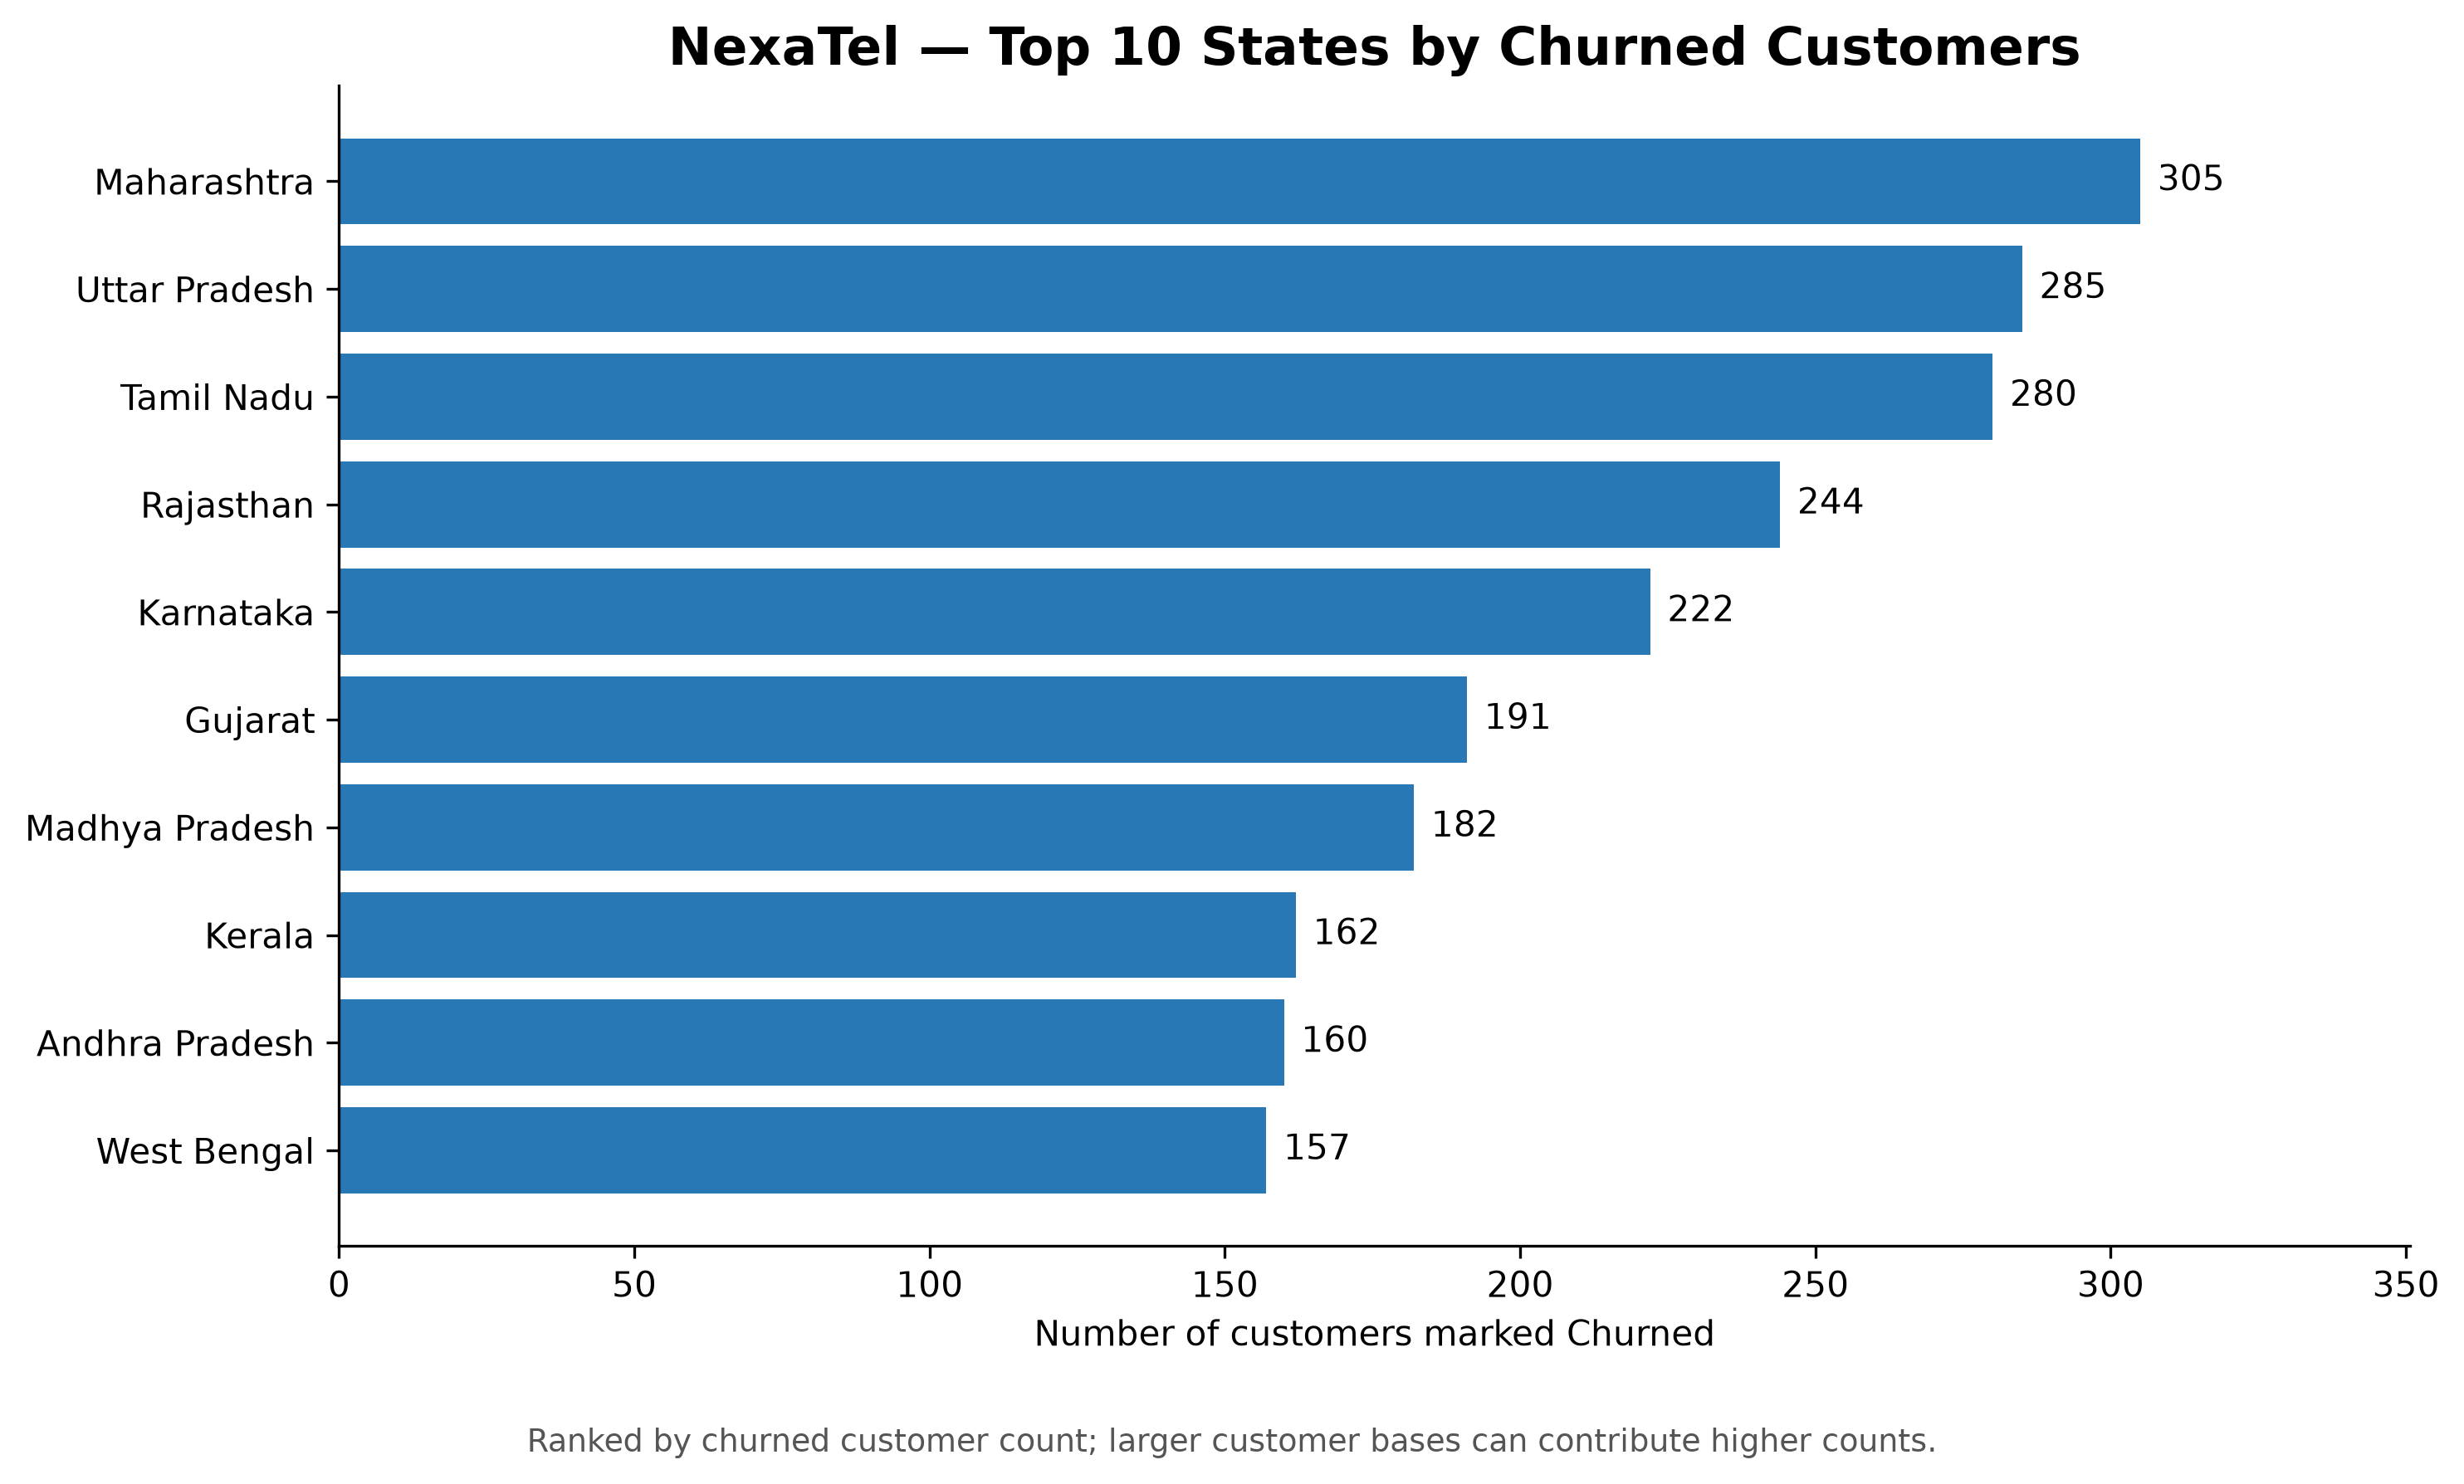 NexaTel — Top 10 States by Churned Customers
Maharashtra 305
Uttar Pradesh 285
Tamil Nadu 280
Rajasthan 244
Karnataka 222
Gujarat 191
Madhya Pradesh 182
Kerala 162
Andhra Pradesh 160
West Bengal 157
0 50 100 150 200 250 300 350
Number of customers marked Churned
Ranked by churned customer count; larger customer bases can contribute higher counts.